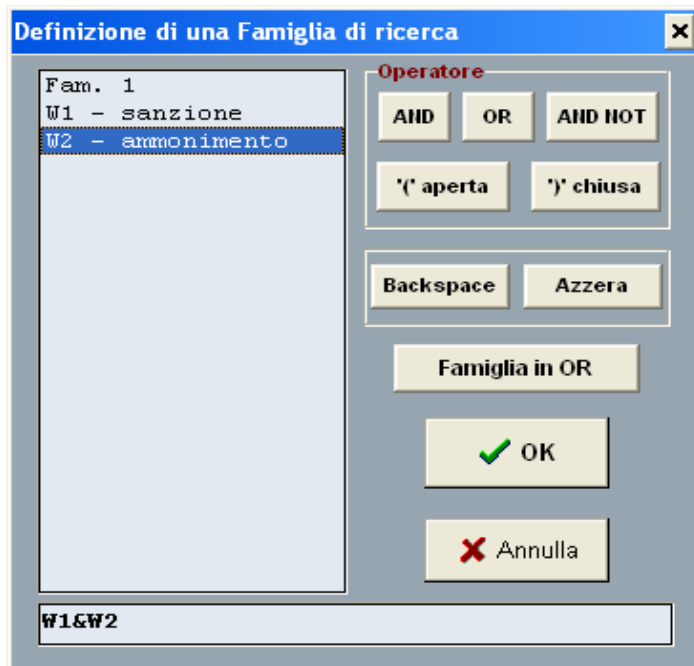 Definizione di una Famiglia di ricerca
Fam. 1
W1 - sanzione
W2 - ammonimento
Operatore
AND OR AND NOT
'(' aperta ')' chiusa
Backspace Azzera
Famiglia in OR
OK
Annulla
W1&W2